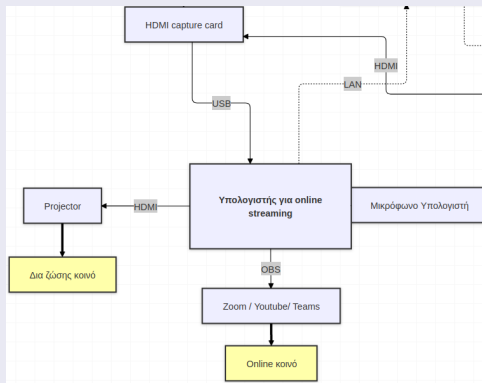 HDMI capture card
HDMI
LAN
USB
Υπολογιστής για online
streaming
Μικρόφωνο Υπολογιστή
Projector
HDMI
Δια ζώσης κοινό
OBS
Zoom / Youtube/ Teams
Online κοινό